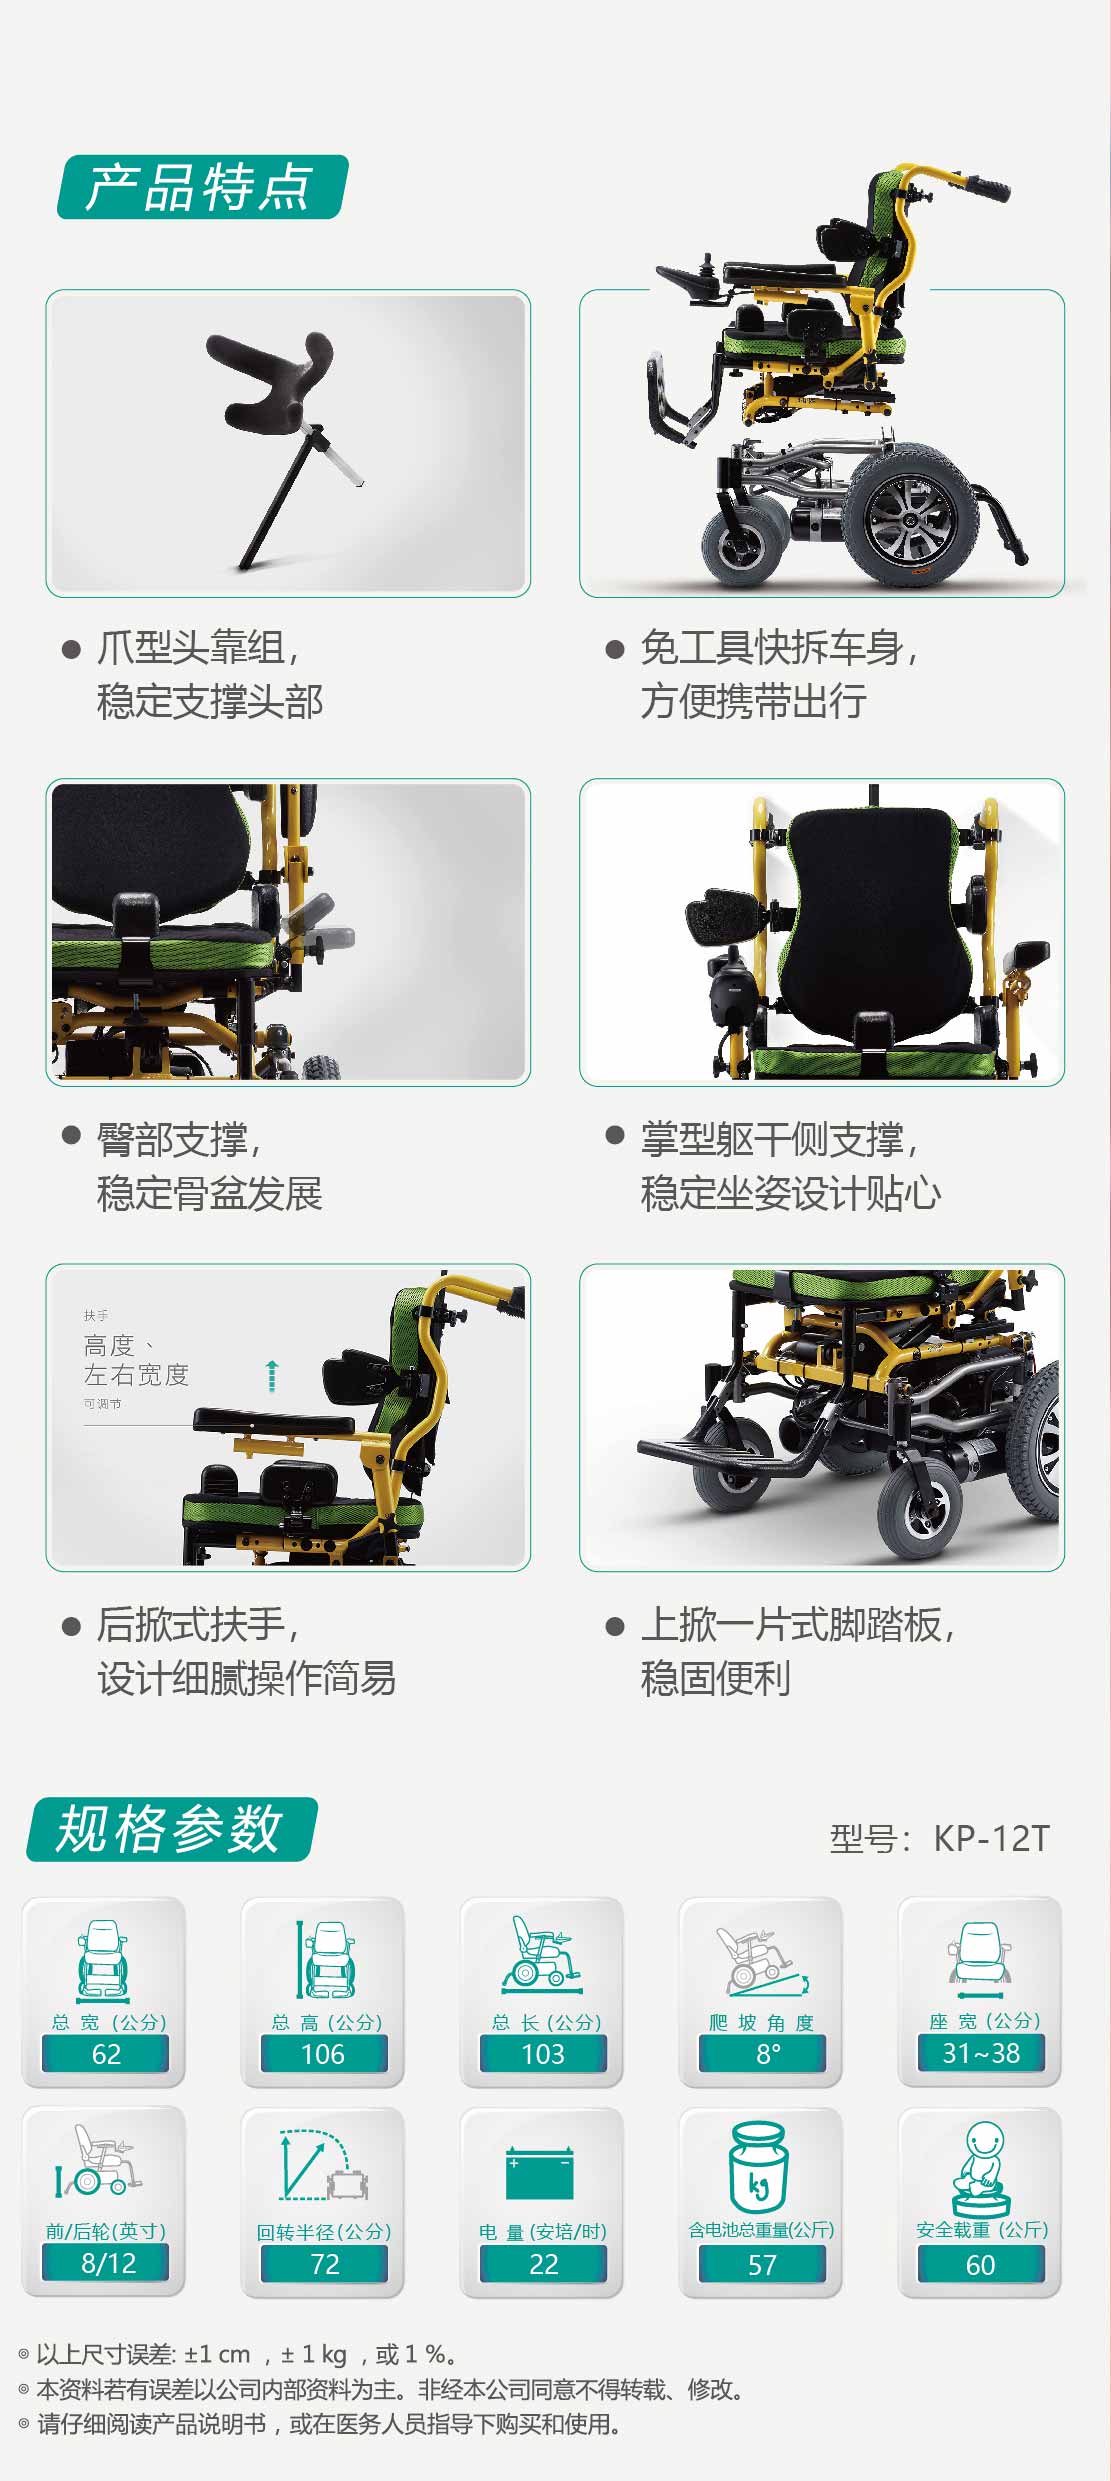 产品特点
● 爪型头靠组，
稳定支撑头部
● 免工具快拆车身，
方便携带出行
● 臀部支撑，
稳定骨盆发展
● 掌型躯干侧支撑，
稳定坐姿设计贴心
扶手
高度、
左右宽度
可调节
● 后掀式扶手，
设计细腻操作简易
● 上掀一片式脚踏板，
稳固便利
规格参数
型号：KP-12T
总 宽 (公分)
62
总 高 (公分)
106
总 长 (公分)
103
爬 坡 角 度
8°
座 宽 (公分)
31~38
前/后轮(英寸)
8/12
回转半径(公分)
72
电 量 (安培/时)
22
kg
含电池总重量(公斤)
57
安全载重 (公斤)
60
◎ 以上尺寸误差: ±1 cm ，± 1 kg ，或 1 %。
◎ 本资料若有误差以公司内部资料为主。非经本公司同意不得转载、修改。
◎ 请仔细阅读产品说明书，或在医务人员指导下购买和使用。